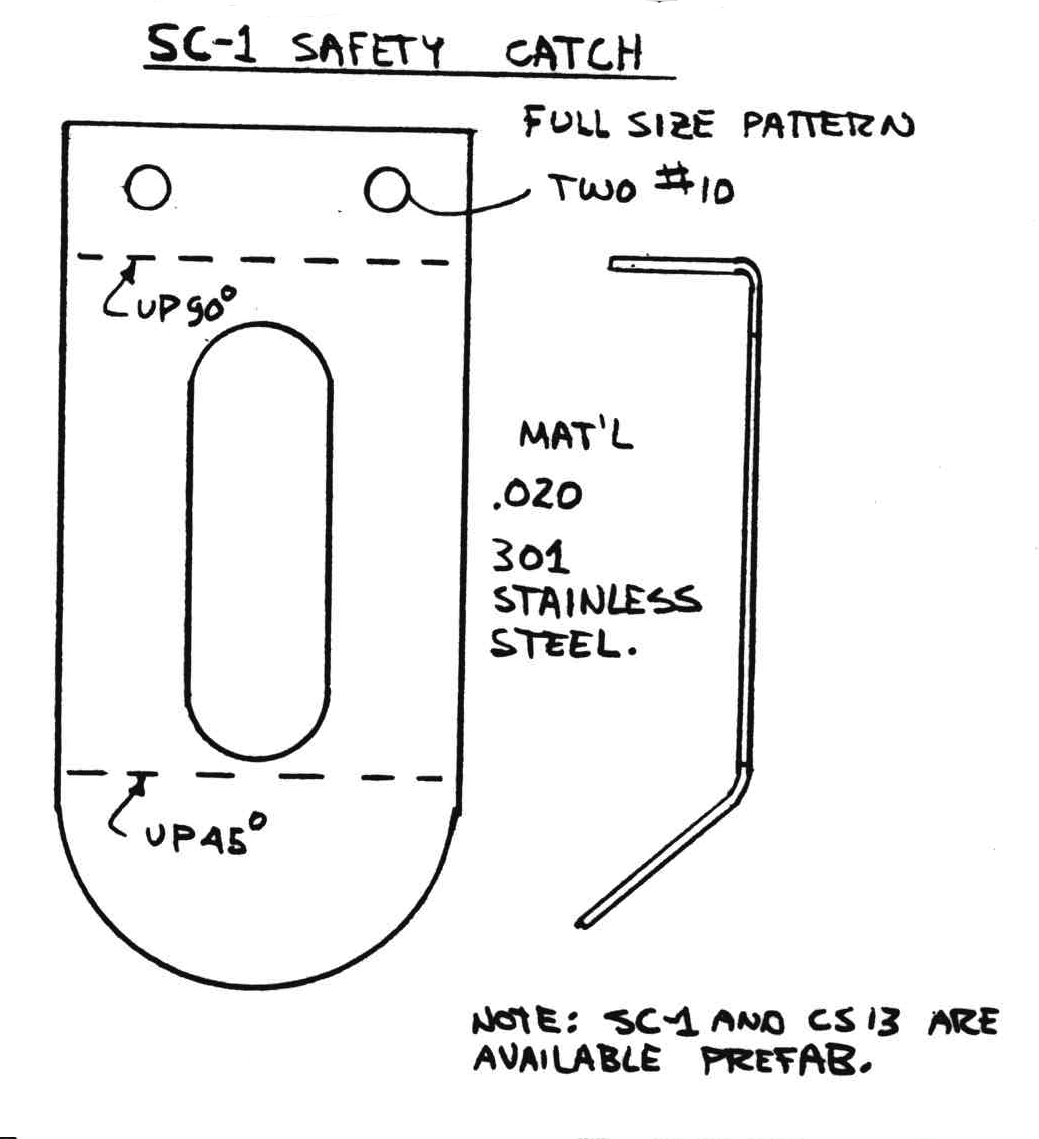 SC-1 SAFETY CATCH
FULL SIZE PATTERN
TWO #10
UP 90°
MAT'L
.020
301
STAINLESS
STEEL.
UP 45°
NOTE: SC-1 AND CS 13 ARE
AVAILABLE PREFAB.